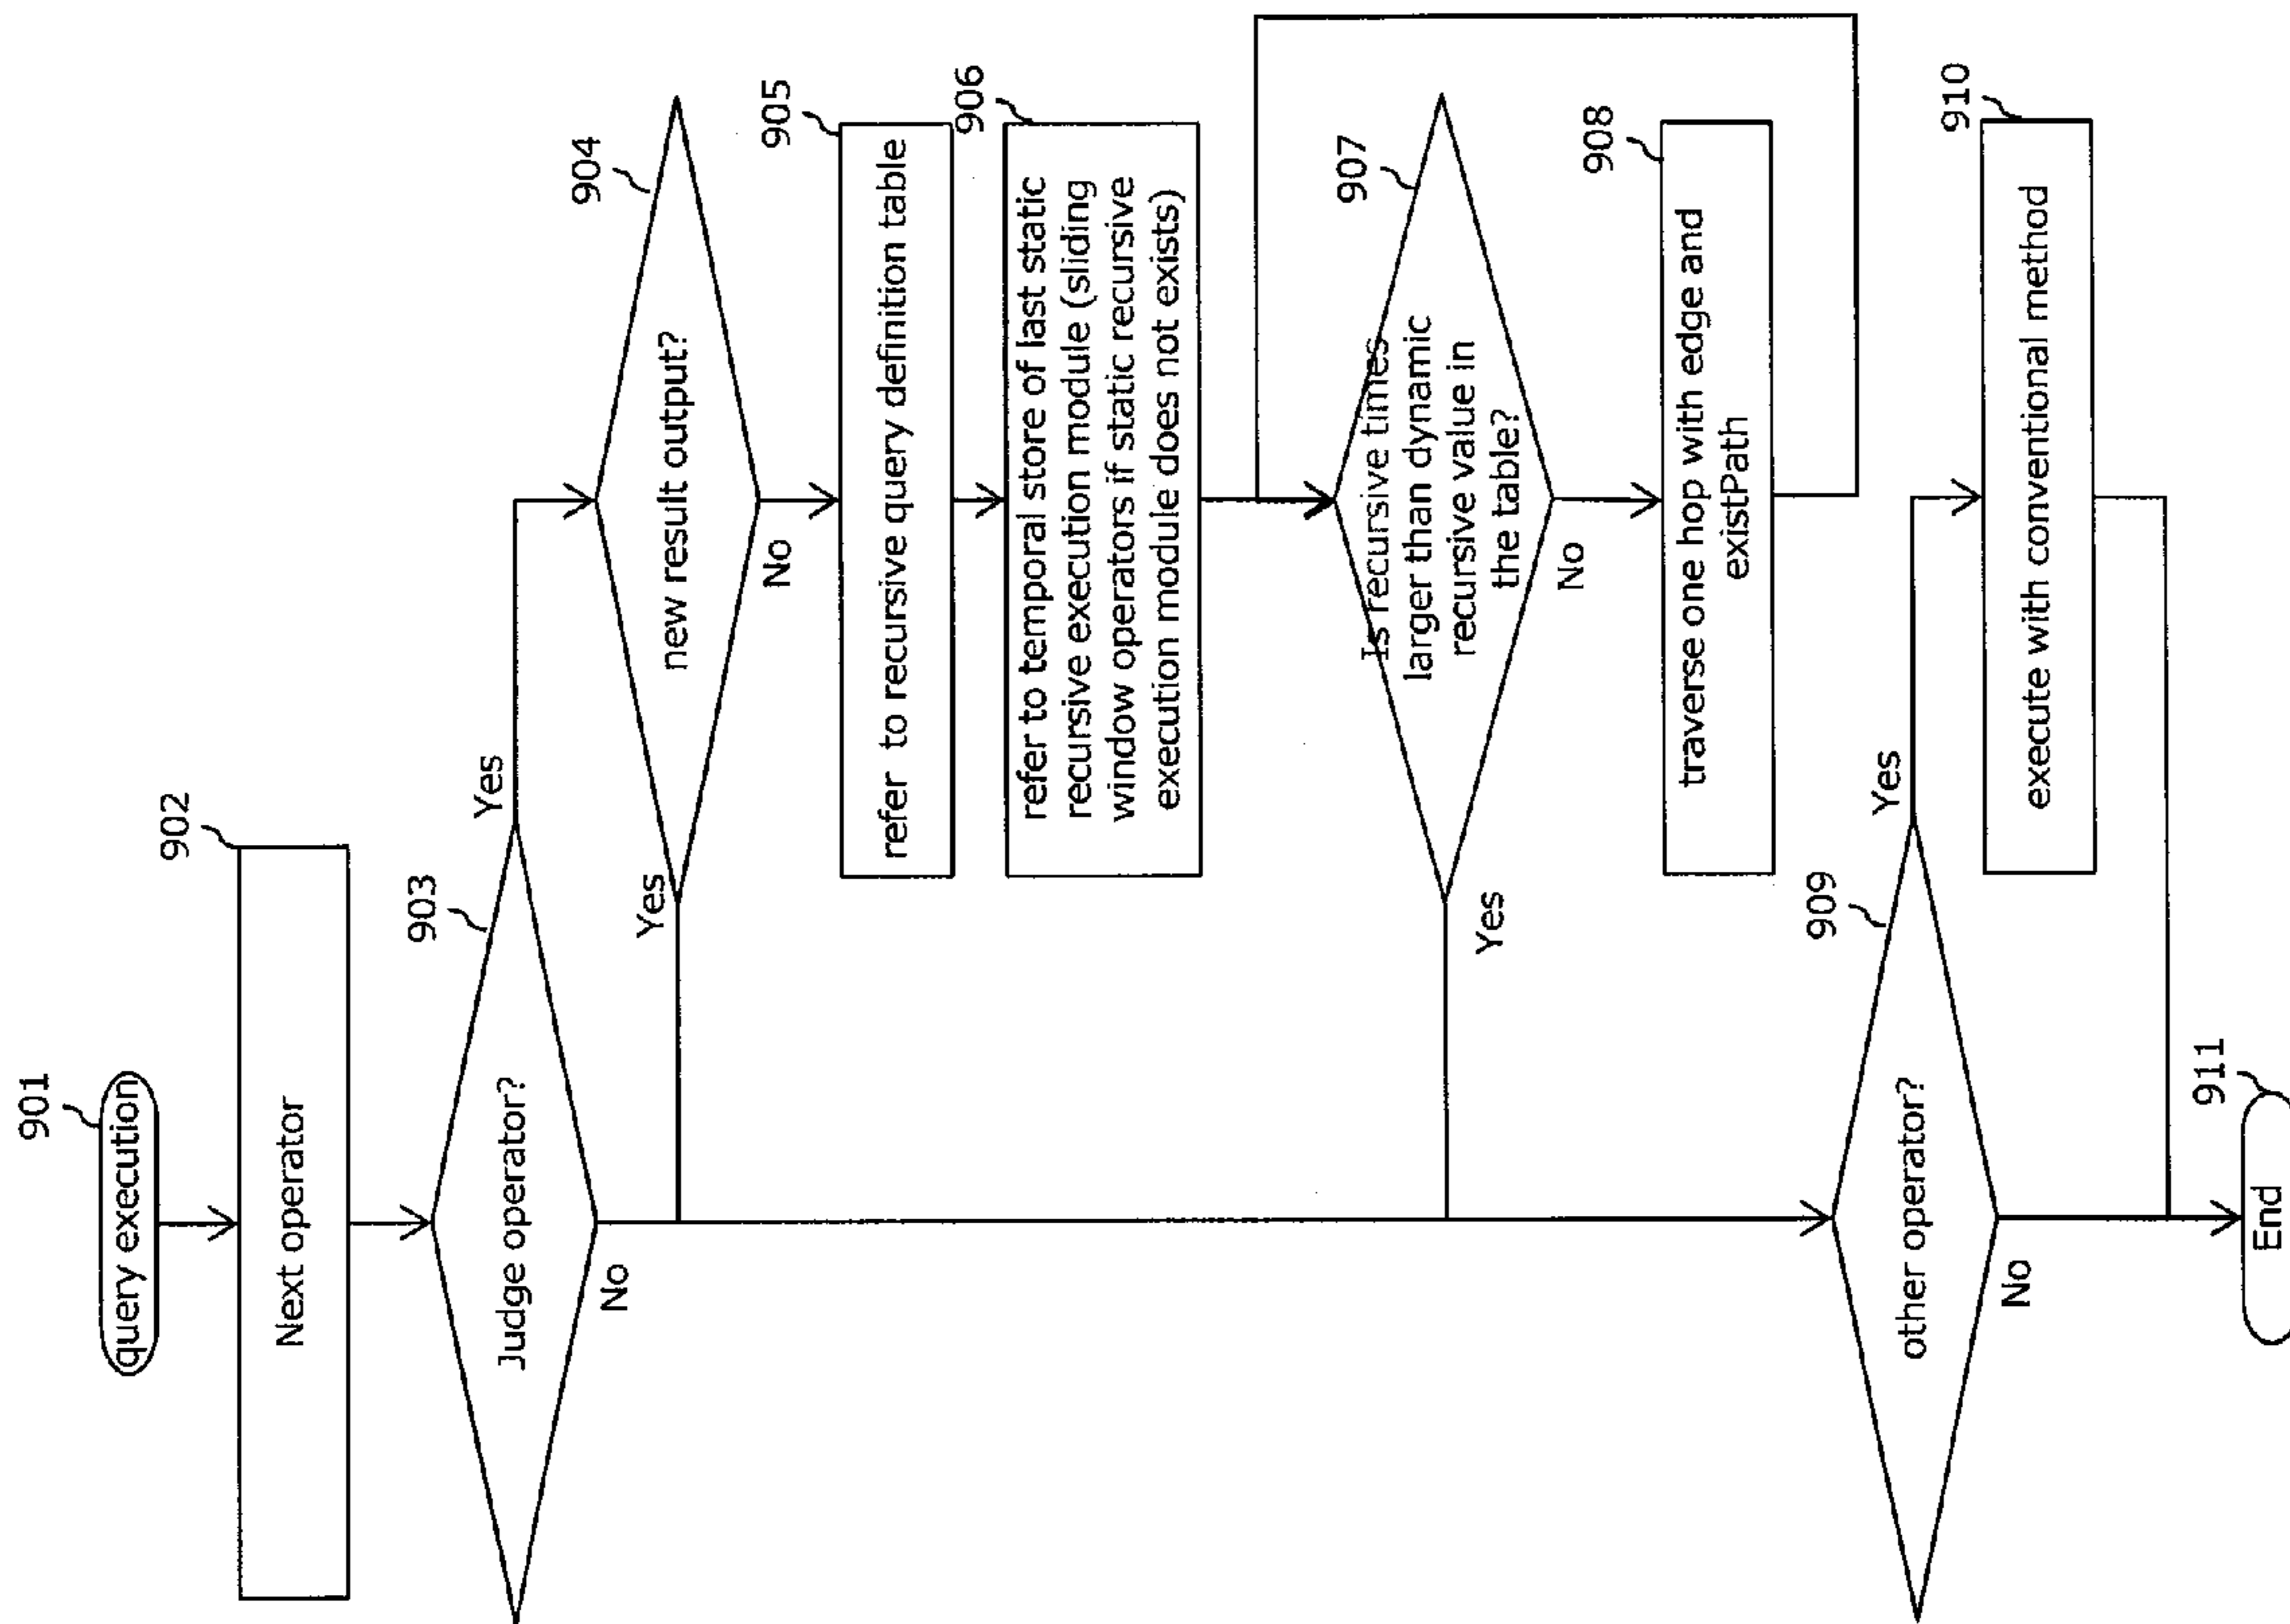 901
query execution
902
Next operator
903
Judge operator?
Yes
No
904
new result output?
Yes
No
905
refer to recursive query definition table
906
refer to temporal store of last static
recursive execution module (sliding
window operators if static recursive
execution module does not exists)
907
Is recursive times
larger than dynamic
recursive value in
the table?
Yes
No
908
traverse one hop with edge and
existPath
909
other operator?
Yes
No
910
execute with conventional method
911
End